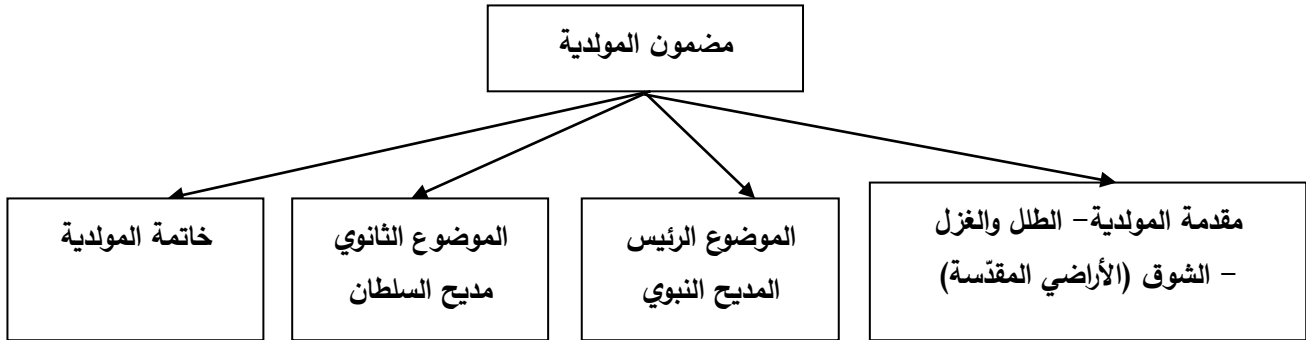 مضمون المولدية
مقدمة المولدية– الطلل والغزل
– الشوق (الأراضي المقدّسة)
الموضوع الرئيس
المديح النبوي
الموضوع الثانوي
مديح السلطان
خاتمة المولدية